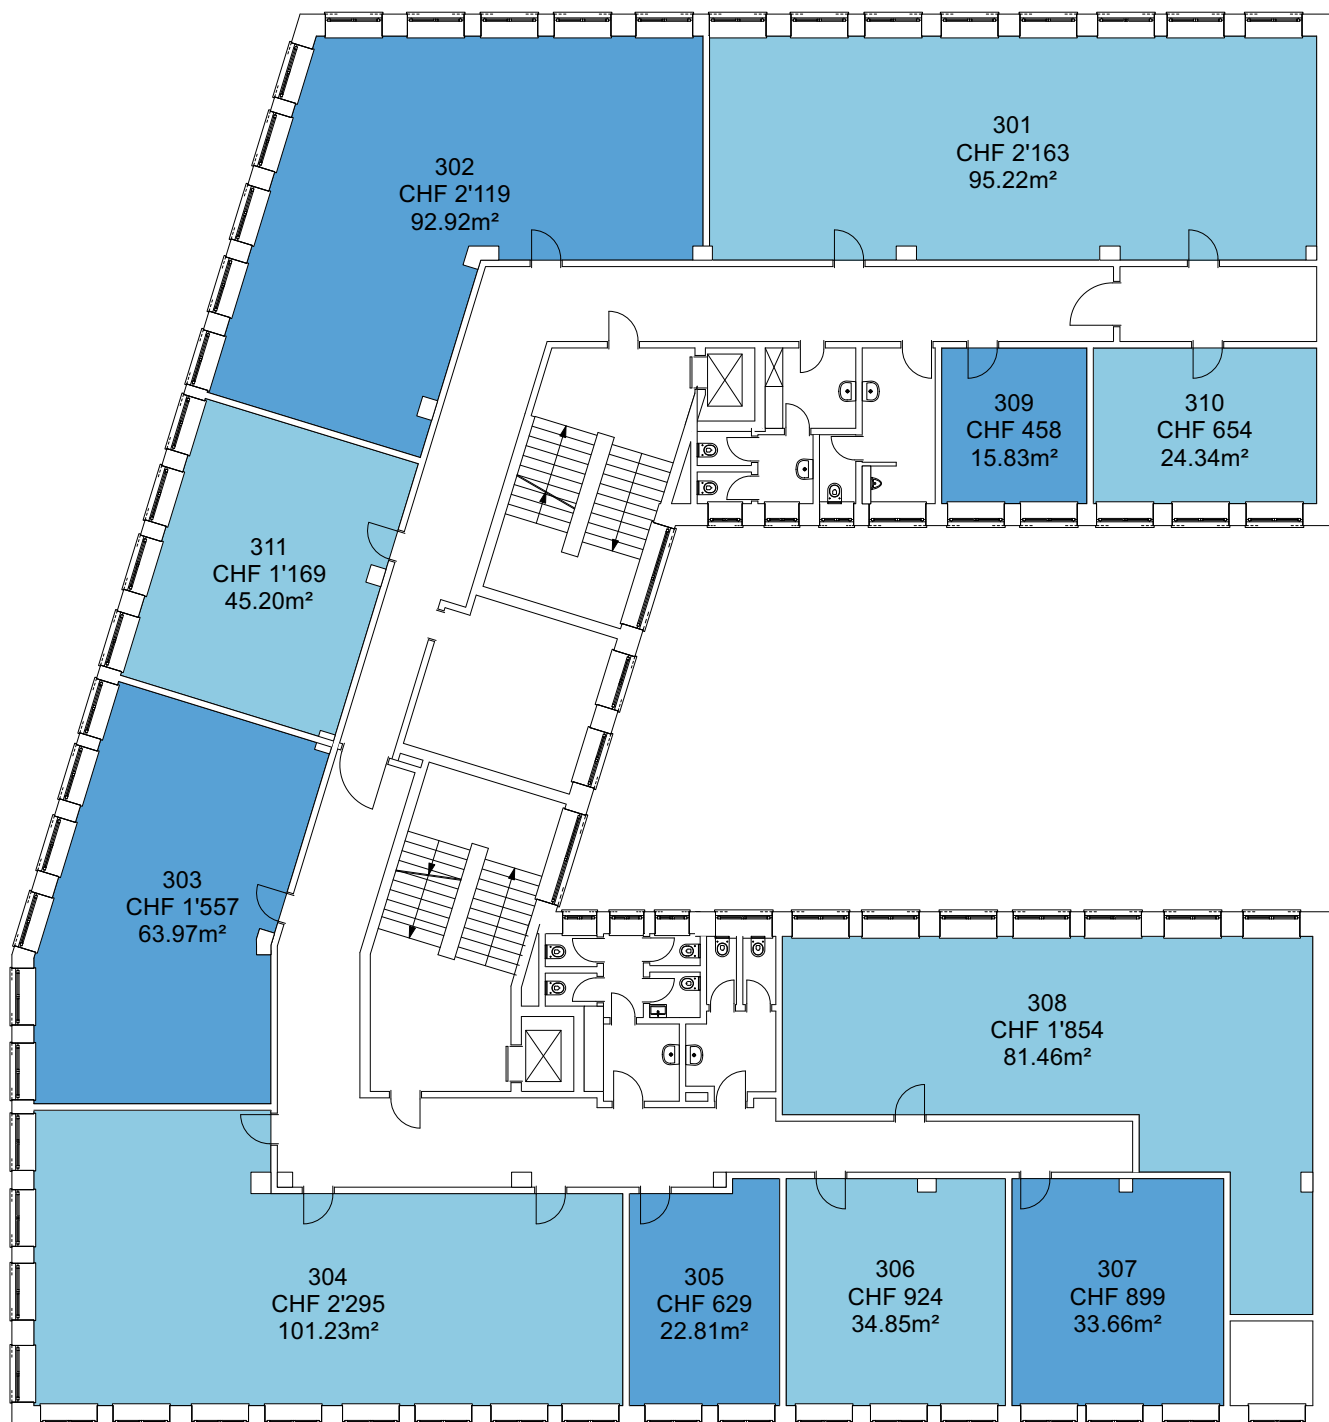 301
CHF 2'163
95.22m²
302
CHF 2'119
92.92m²
309
CHF 458
15.83m²
310
CHF 654
24.34m²
311
CHF 1'169
45.20m²
303
CHF 1'557
63.97m²
308
CHF 1'854
81.46m²
304
CHF 2'295
101.23m²
305
CHF 629
22.81m²
306
CHF 924
34.85m²
307
CHF 899
33.66m²